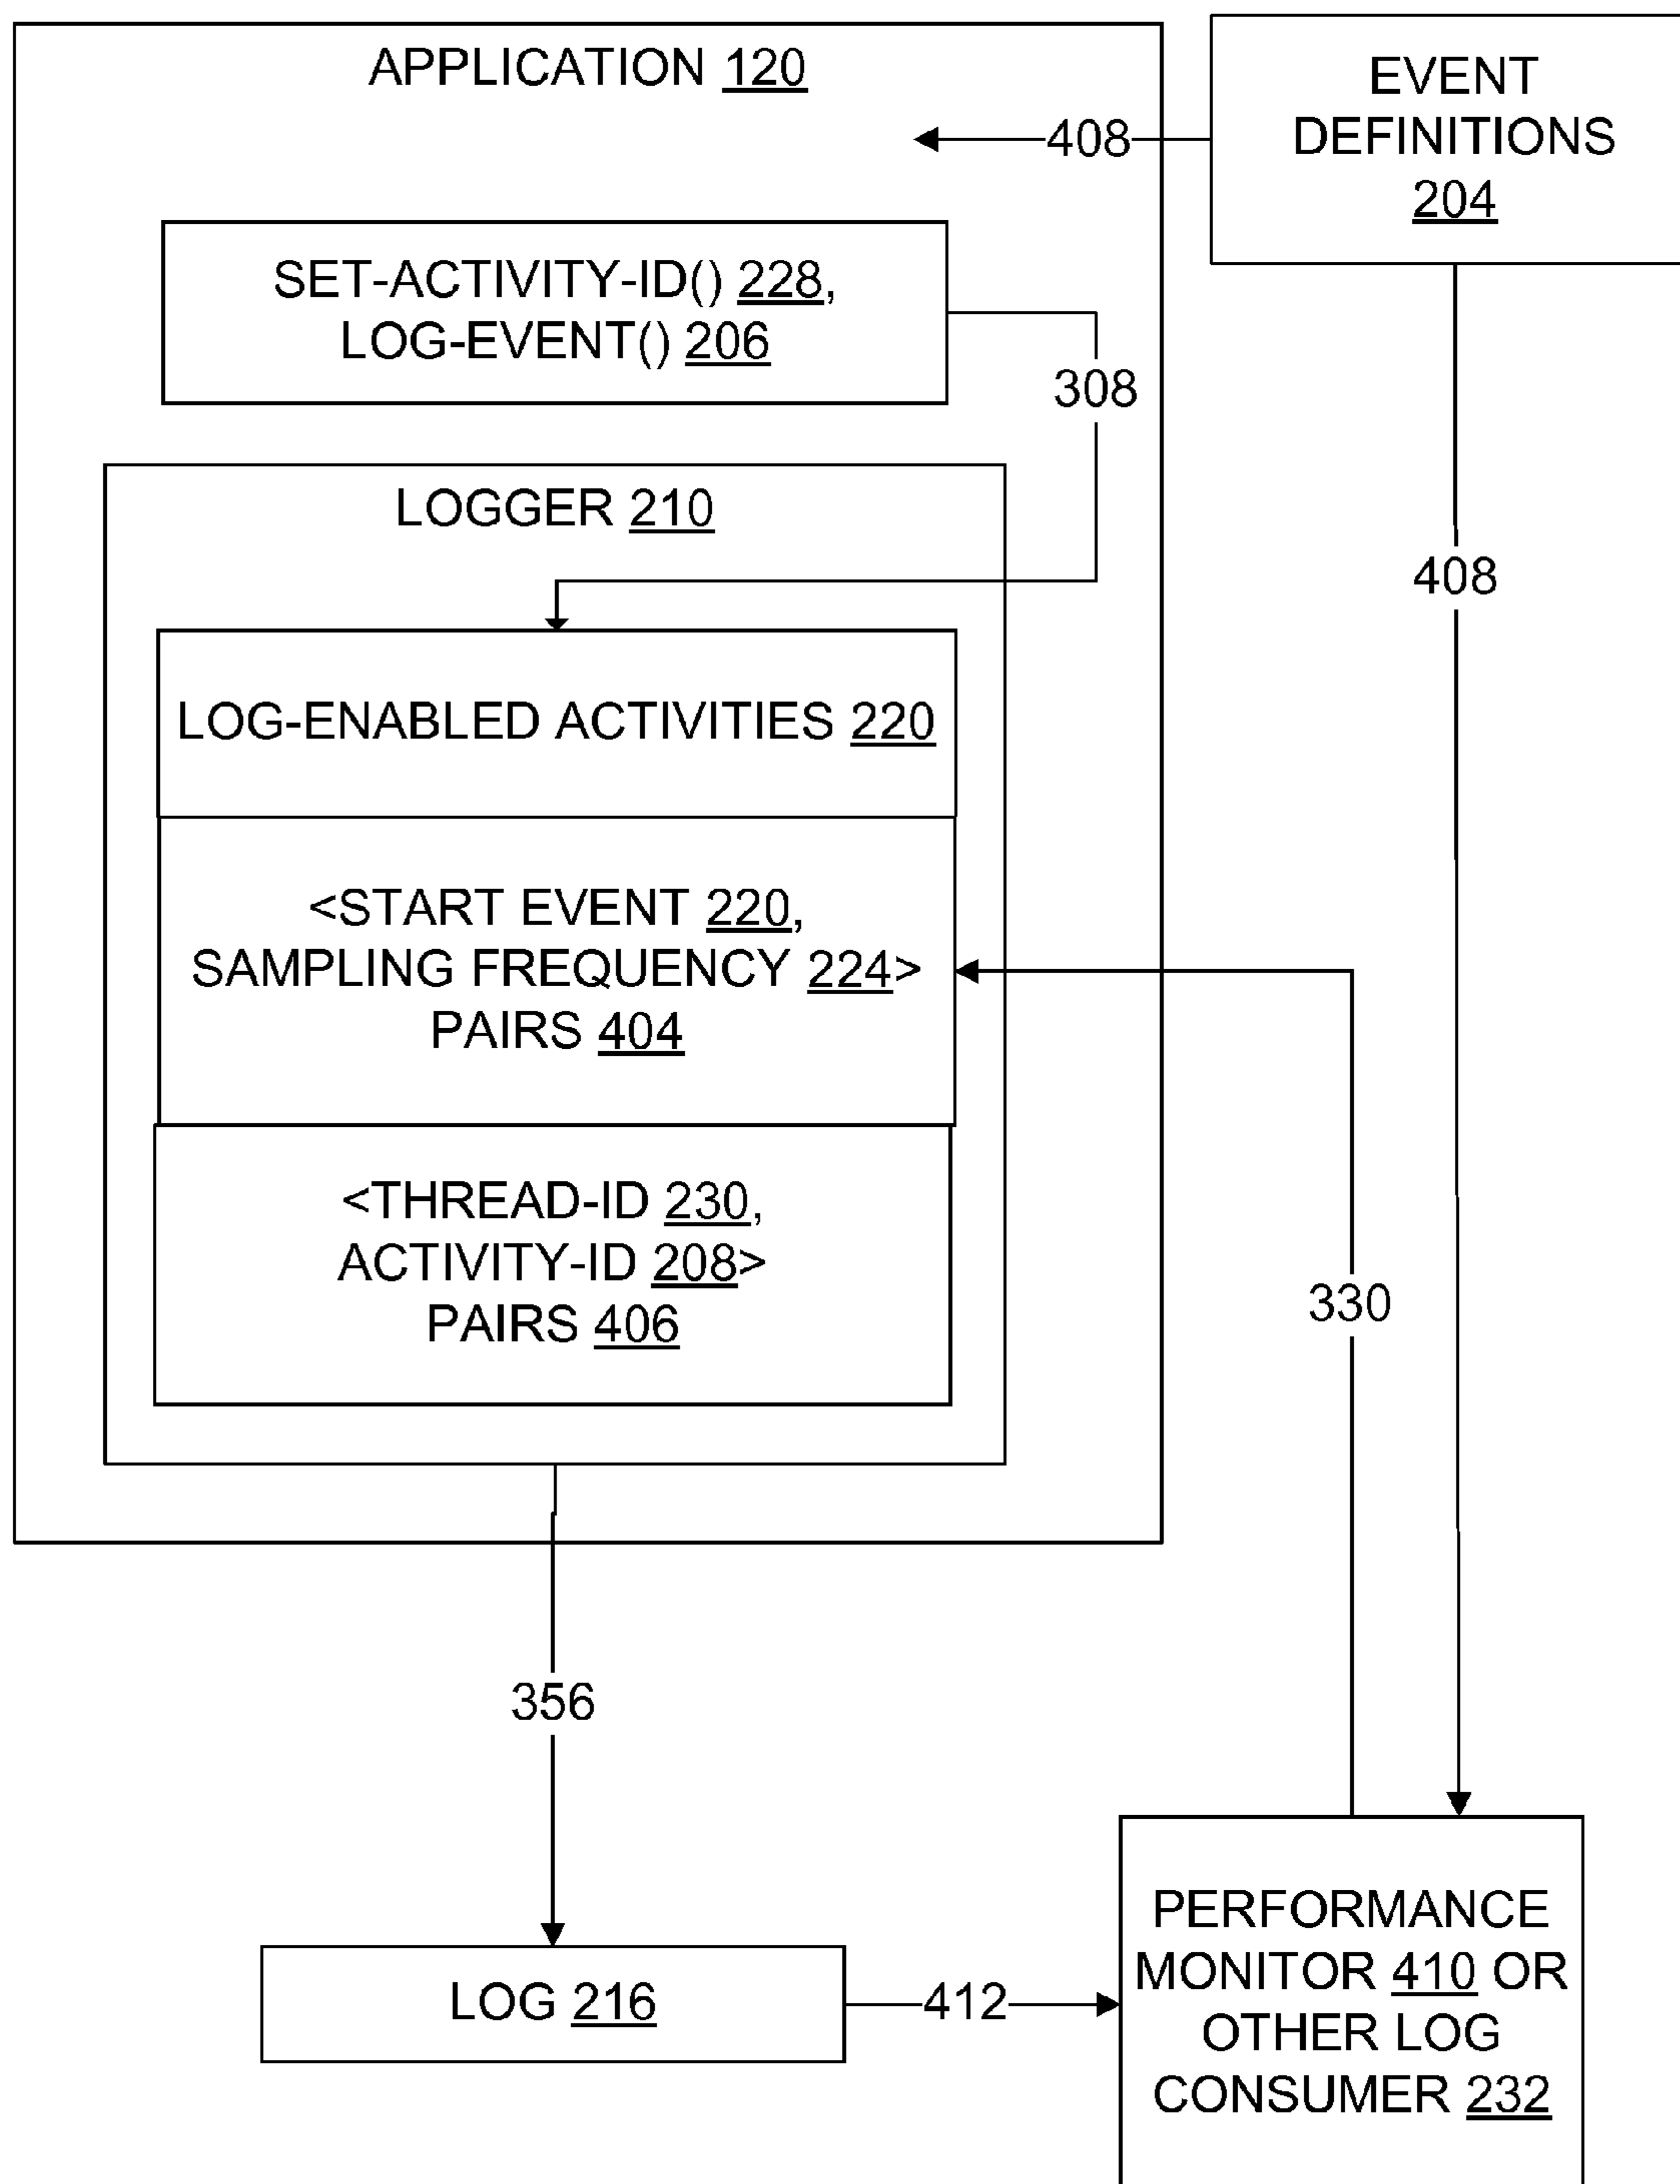 APPLICATION 120
EVENT
DEFINITIONS
204
408
SET-ACTIVITY-ID() 228,
LOG-EVENT() 206
308
LOGGER 210
408
LOG-ENABLED ACTIVITIES 220
<START EVENT 220,
SAMPLING FREQUENCY 224>
PAIRS 404
<THREAD-ID 230,
ACTIVITY-ID 208>
PAIRS 406
330
356
LOG 216
412
PERFORMANCE
MONITOR 410 OR
OTHER LOG
CONSUMER 232